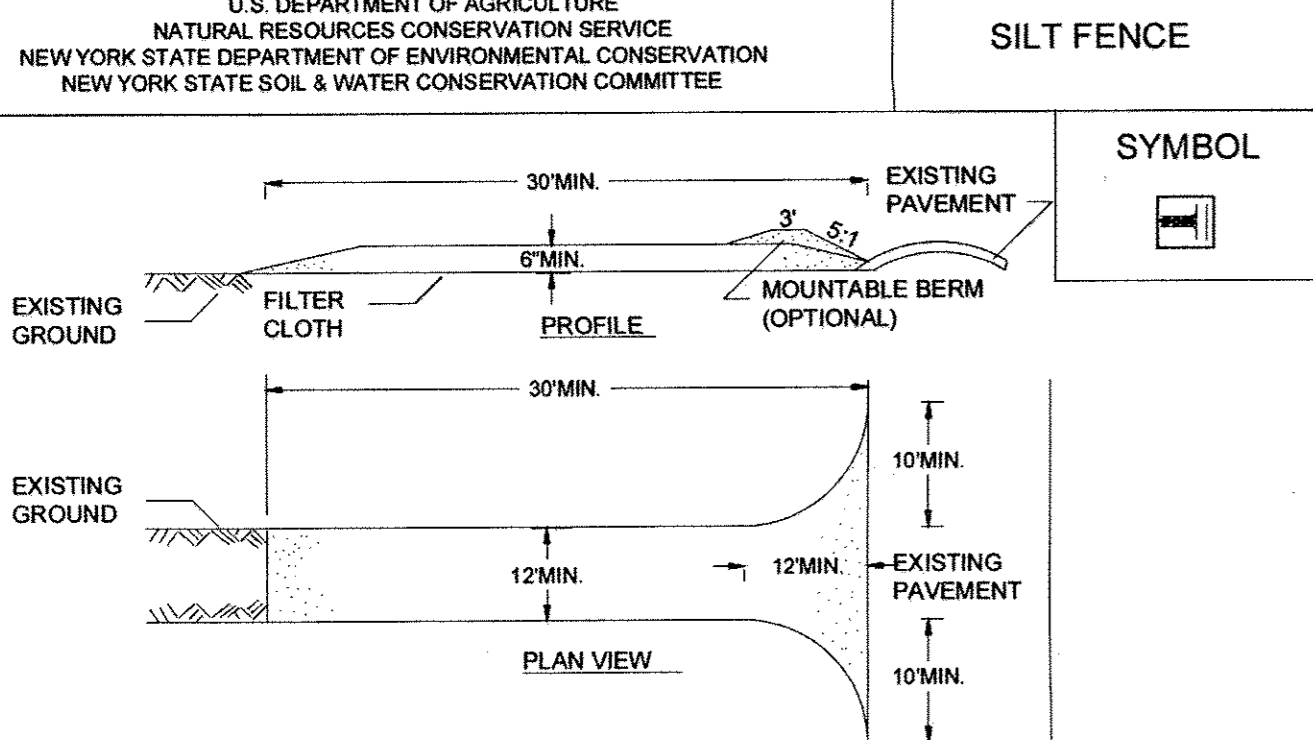 U.S. DEPARTMENT OF AGRICULTURE
NATURAL RESOURCES CONSERVATION SERVICE
NEW YORK STATE DEPARTMENT OF ENVIRONMENTAL CONSERVATION
NEW YORK STATE SOIL & WATER CONSERVATION COMMITTEE
SILT FENCE
SYMBOL
30'MIN.
EXISTING
PAVEMENT
3'
5:1
6"MIN.
EXISTING
GROUND
FILTER
CLOTH
MOUNTABLE BERM
(OPTIONAL)
PROFILE
30'MIN.
10'MIN.
EXISTING
GROUND
12'MIN.
12'MIN.
EXISTING
PAVEMENT
PLAN VIEW
10'MIN.